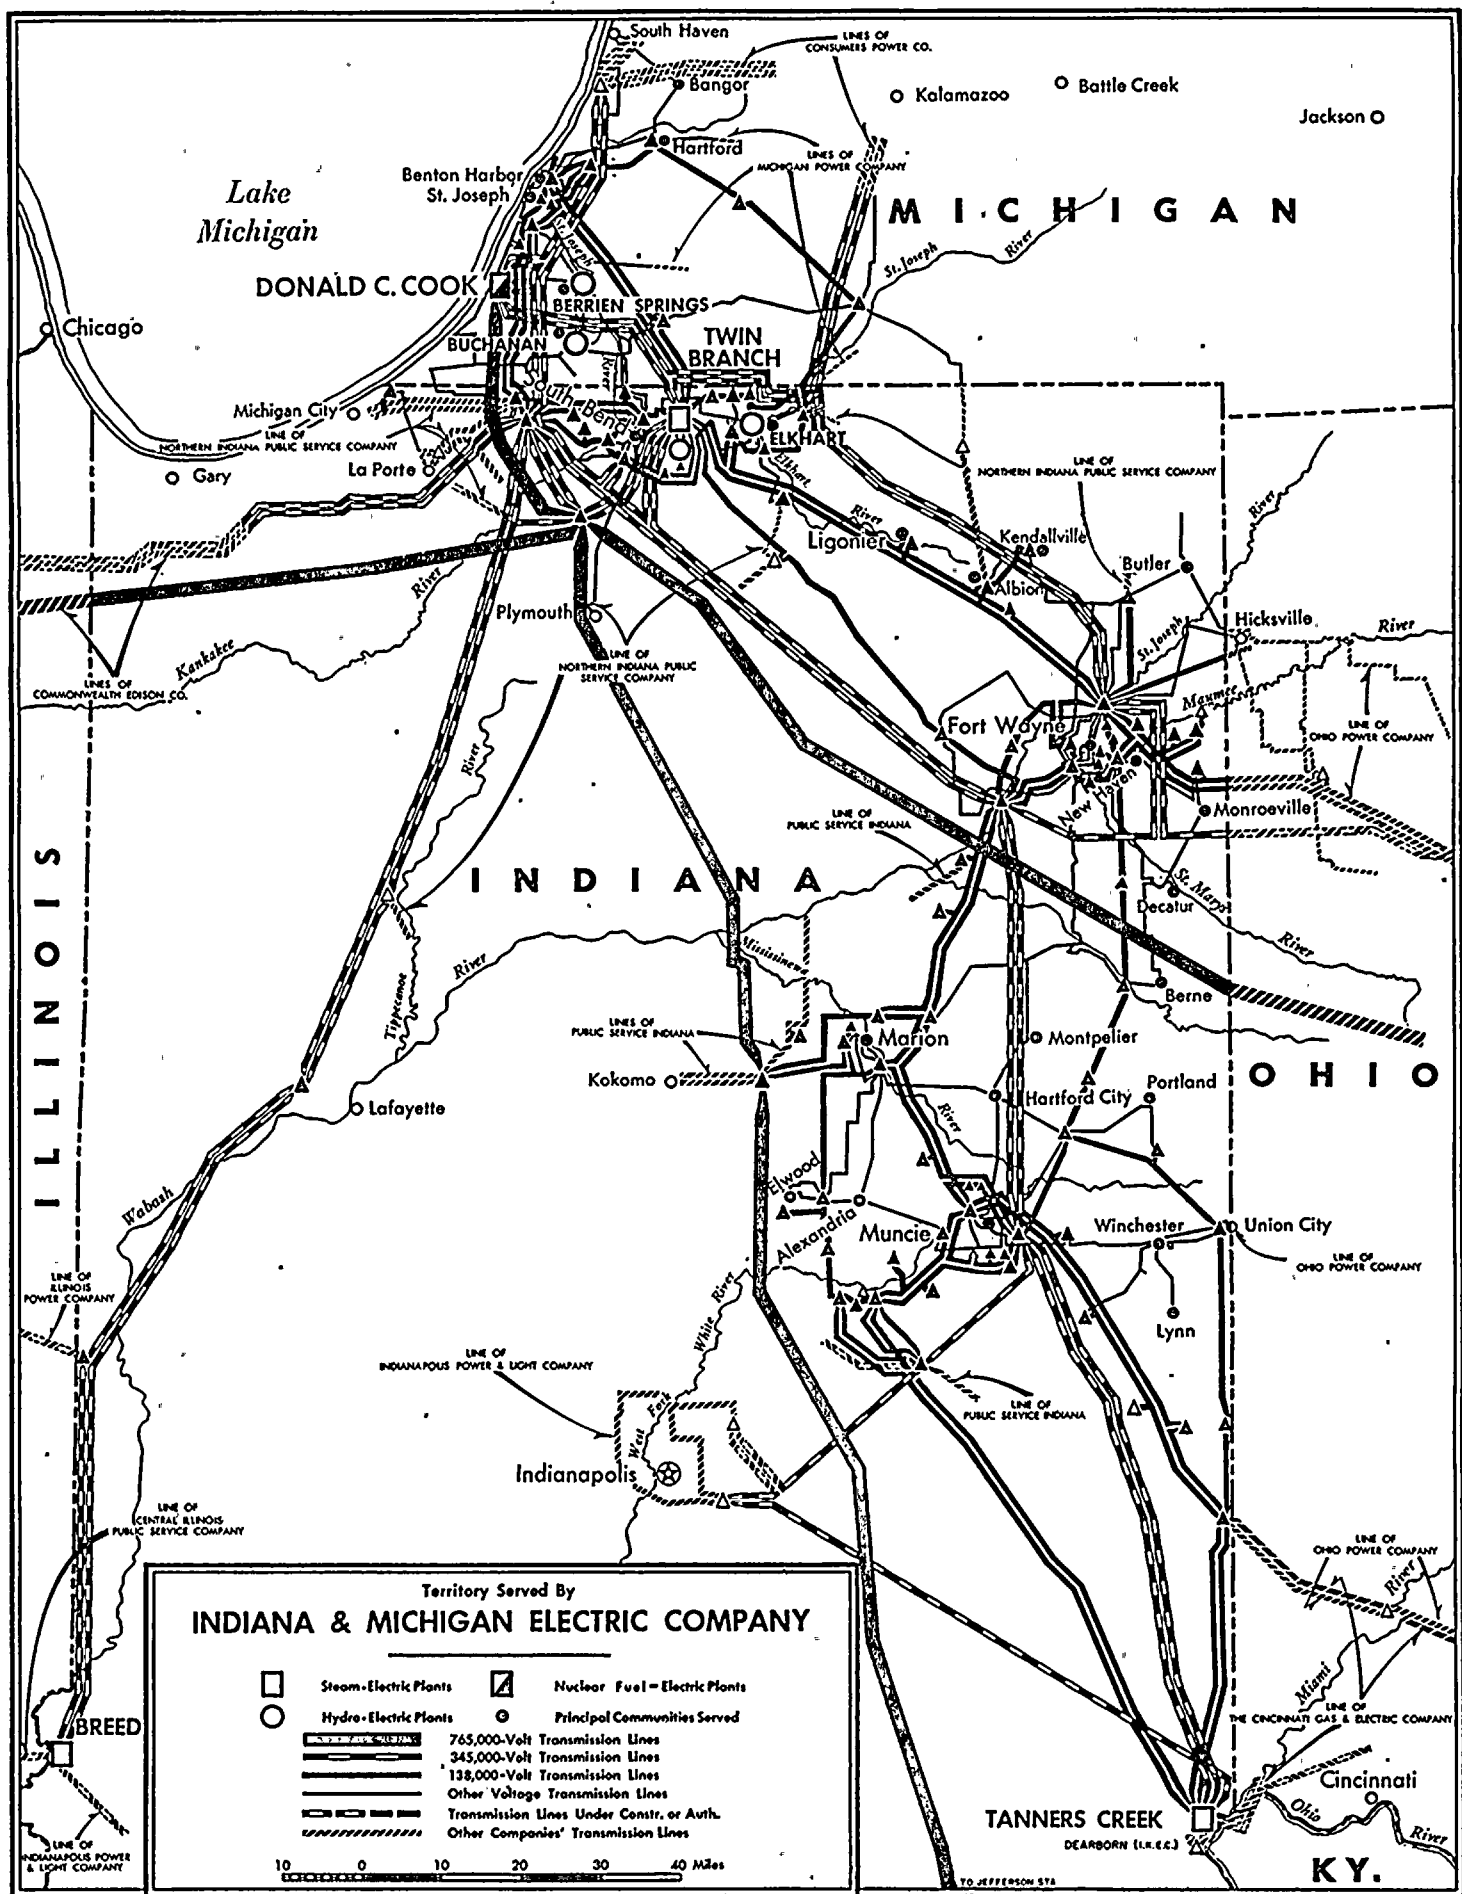 South Haven
LINES OF
CONSUMERS POWER CO.
Bangor
Kalamazoo
Battle Creek
Jackson
Hartford
LINES OF
MICHIGAN POWER COMPANY
Benton Harbor
St. Joseph
Lake
Michigan
MICHIGAN
St. Joseph
St. Joseph
River
DONALD C. COOK
BERRIEN SPRINGS
Chicago
BUCHANAN
TWIN
BRANCH
River
Michigan City
South Bend
LINE OF
NORTHERN INDIANA PUBLIC SERVICE COMPANY
ELKHART
La Porte
Gary
Elkhart
LINE OF
NORTHERN INDIANA PUBLIC SERVICE COMPANY
River
River
Ligonier
Kendallville
Butler
Albion
River
Plymouth
St. Joseph
Hicksville
River
Kankakee
LINES OF
COMMONWEALTH EDISON CO.
LINE OF
NORTHERN INDIANA PUBLIC
SERVICE COMPANY
Maumee
Fort Wayne
LINE OF
OHIO POWER COMPANY
River
New Haven
Monroeville
LINE OF
PUBLIC SERVICE INDIANA
ILLINOIS
INDIANA
Decatur
St. Marys
River
Mississinewa
River
Berne
Tippecanoe
LINES OF
PUBLIC SERVICE INDIANA
Marion
Montpelier
OHIO
Kokomo
Portland
Hartford City
Lafayette
River
Elwood
Wabash
Alexandria
Muncie
Winchester
Union City
LINE OF
OHIO POWER COMPANY
LINE OF
ILLINOIS
POWER COMPANY
River
White
Lynn
LINE OF
INDIANAPOLIS POWER & LIGHT COMPANY
LINE OF
PUBLIC SERVICE INDIANA
Fork
West
Indianapolis
LINE OF
CENTRAL ILLINOIS
PUBLIC SERVICE COMPANY
LINE OF
OHIO POWER COMPANY
River
Miami
LINE OF
THE CINCINNATI GAS & ELECTRIC COMPANY
BREED
LINE OF
INDIANAPOLIS POWER
& LIGHT COMPANY
Cincinnati
Ohio
River
TANNERS CREEK
DEARBORN (I.K.E.C.)
KY.
TO JEFFERSON STA
Territory Served By
INDIANA & MICHIGAN ELECTRIC COMPANY
Steam-Electric Plants
Nuclear Fuel-Electric Plants
Hydro-Electric Plants
Principal Communities Served
765,000-Volt Transmission Lines
345,000-Volt Transmission Lines
138,000-Volt Transmission Lines
Other Voltage Transmission Lines
Transmission Lines Under Constr. or Auth.
Other Companies' Transmission Lines
10 0 10 20 30 40 Miles